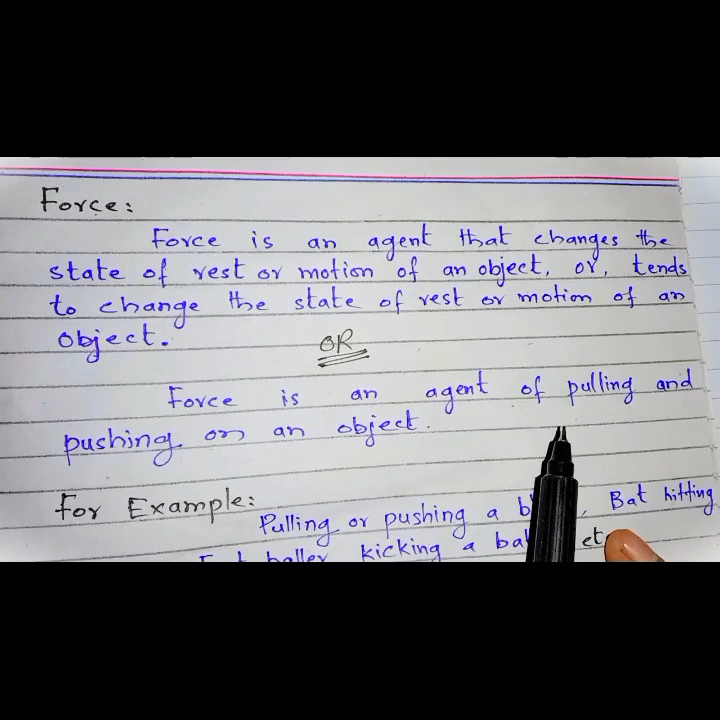 Force:
Force is an agent that changes the
state of rest or motion of an object, or, tends
to change the state of rest or motion of an
object.
OR
Force is an agent of pulling and
pushing on an object.
For Example:
Pulling or pushing a Bat hitting
kicking a etc